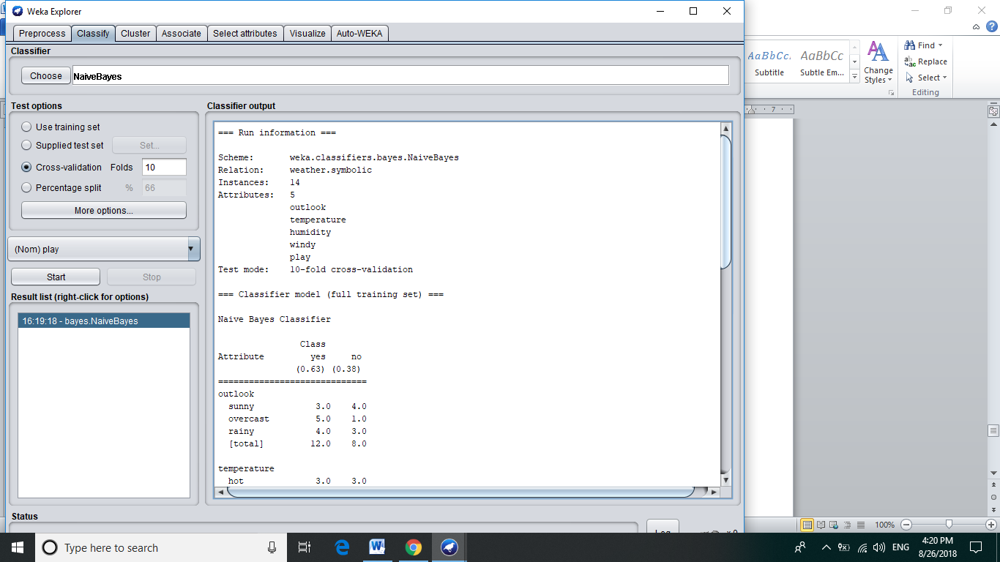 Weka Explorer
Preprocess Classify Cluster Associate Select attributes Visualize Auto-WEKA
Classifier
Choose NaiveBayes
Test options
Use training set
Supplied test set Set...
Cross-validation Folds 10
Percentage split % 66
More options...
(Nom) play
Start Stop
Result list (right-click for options)
16:19:18 - bayes.NaiveBayes
Classifier output
=== Run information ===
Scheme: weka.classifiers.bayes.NaiveBayes
Relation: weather.symbolic
Instances: 14
Attributes: 5
outlook
temperature
humidity
windy
play
Test mode: 10-fold cross-validation
=== Classifier model (full training set) ===
Naive Bayes Classifier
Class
Attribute yes no
(0.63) (0.38)
=============================
outlook
sunny 3.0 4.0
overcast 5.0 1.0
rainy 4.0 3.0
[total] 12.0 8.0
temperature
hot 3.0 3.0
Status
Log x 0
AaBbCc. AaBbCc
Subtitle Subtle Em...
Change
Styles
Find
Replace
Select
Editing
7
100%
Type here to search
ENG
4:20 PM
8/26/2018